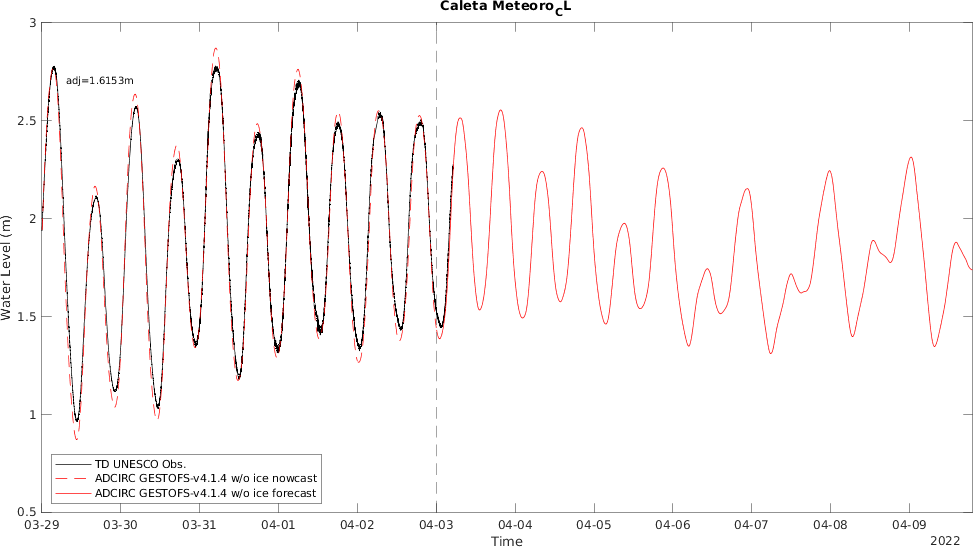 Caleta Meteoro_CL
3
adj=1.6153m
2.5
2
Water Level (m)
1.5
1
TD UNESCO Obs.
ADCIRC GESTOFS-v4.1.4 w/o ice nowcast
ADCIRC GESTOFS-v4.1.4 w/o ice forecast
0.5
03-29 03-30 03-31 04-01 04-02 04-03 04-04 04-05 04-06 04-07 04-08 04-09
Time
2022